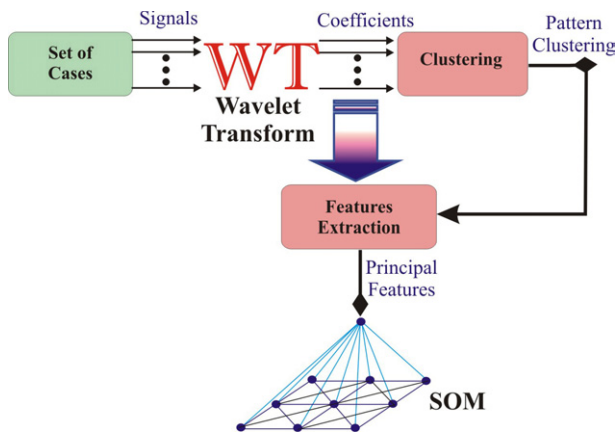 Signals
Coefficients
Pattern
Clustering
Set of
Cases
WT
Clustering
Wavelet
Transform
Features
Extraction
Principal
Features
SOM